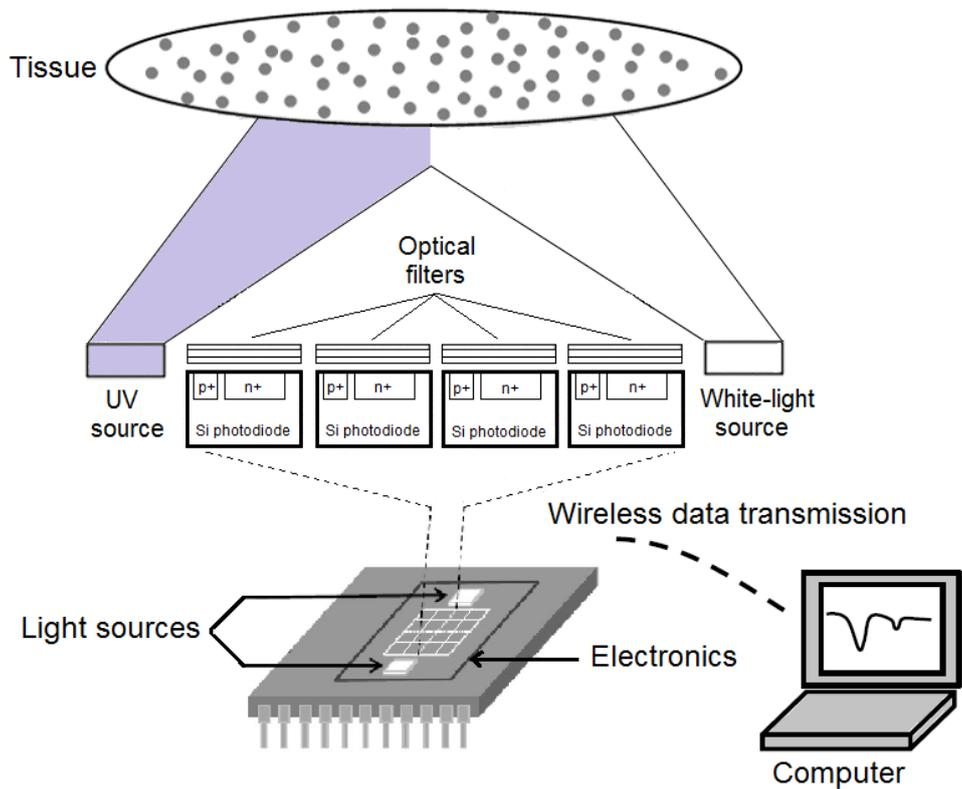 Tissue
Optical
filters
p+ n+ p+ n+ p+ n+ p+ n+
Si photodiode Si photodiode Si photodiode Si photodiode
UV
source
White-light
source
Wireless data transmission
Light sources
Electronics
Computer